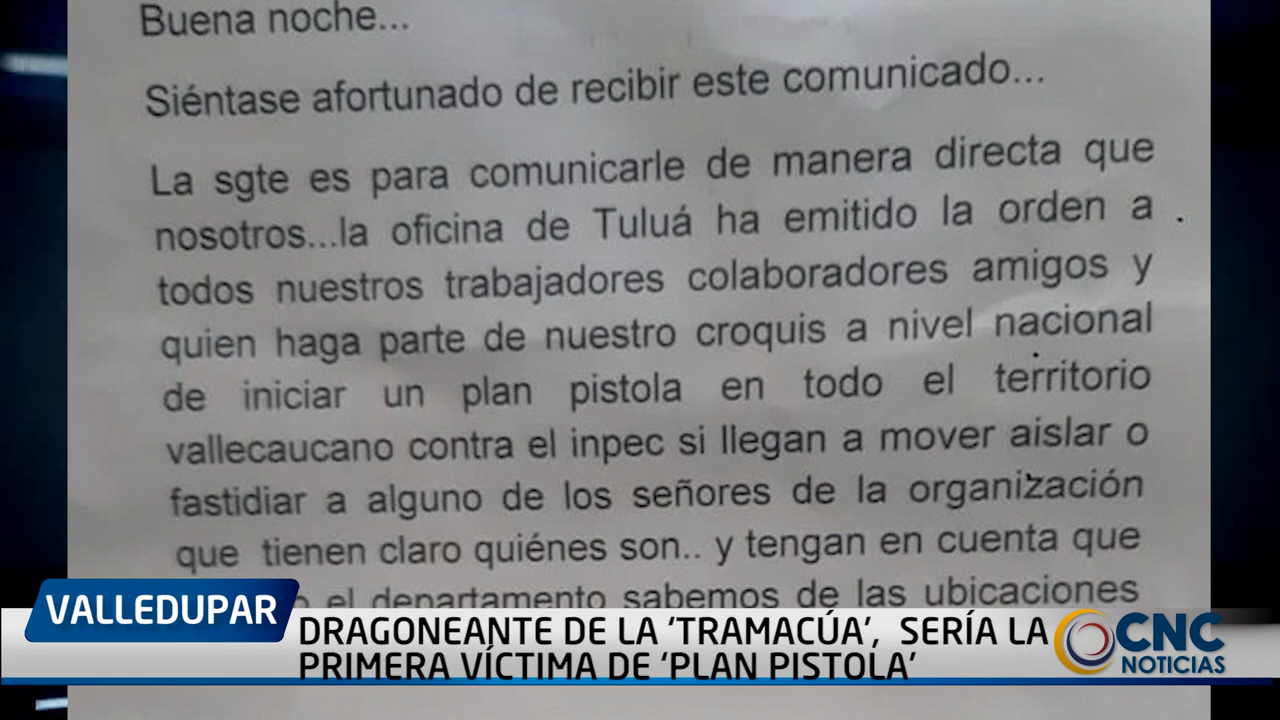 Buena noche...
Siéntase afortunado de recibir este comunicado...
La sgte es para comunicarle de manera directa que
nosotros...la oficina de Tuluá ha emitido la orden a
todos nuestros trabajadores colaboradores amigos y
quien haga parte de nuestro croquis a nivel nacional
de iniciar un plan pistola en todo el territorio
vallecaucano contra el inpec si llegan a mover aislar o
fastidiar a alguno de los señores de la organización
que tienen claro quiénes son.. y tengan en cuenta que
el departamento sabemos de las ubicaciones
VALLEDUPAR
DRAGONEANTE DE LA ‘TRAMACÚA’, SERÍA LA
PRIMERA VÍCTIMA DE ‘PLAN PISTOLA’
CNC
NOTICIAS